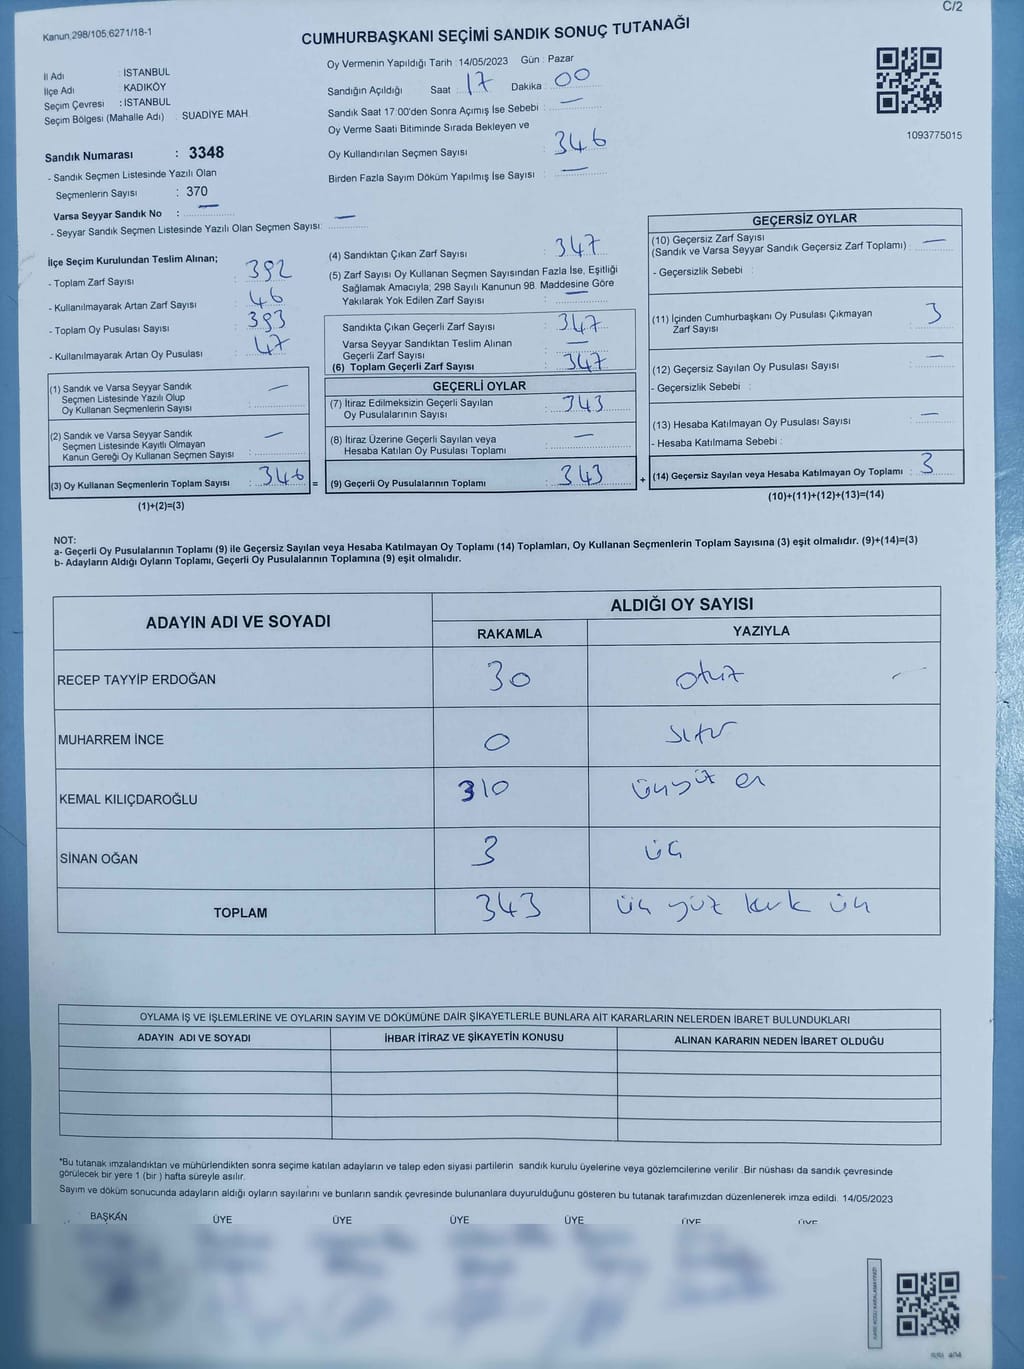 C/2
Kanun:298/105;6271/18-1
CUMHURBAŞKANI SEÇİMİ SANDIK SONUÇ TUTANAĞI
İl Adı : İSTANBUL
İlçe Adı : KADIKÖY
Seçim Çevresi : İSTANBUL
Seçim Bölgesi (Mahalle Adı) : SUADİYE MAH.
Oy Vermenin Yapıldığı Tarih :14/05/2023 Gün : Pazar
Sandığın Açıldığı Saat 17 Dakika : 00
Sandık Saat 17:00'den Sonra Açımış İse Sebebi : —
Oy Verme Saati Bitiminde Sırada Bekleyen ve
Oy Kullandırılan Seçmen Sayısı : 346
Birden Fazla Sayım Döküm Yapılmış İse Sayısı : —
1093775015
Sandık Numarası : 3348
- Sandık Seçmen Listesinde Yazılı Olan
Seçmenlerin Sayısı : 370
Varsa Seyyar Sandık No : —
- Seyyar Sandık Seçmen Listesinde Yazılı Olan Seçmen Sayısı: —
İlçe Seçim Kurulundan Teslim Alınan;
- Toplam Zarf Sayısı : 392
- Kullanılmayarak Artan Zarf Sayısı : 46
- Toplam Oy Pusulası Sayısı : 393
- Kullanılmayarak Artan Oy Pusulası : 47
(1) Sandık ve Varsa Seyyar Sandık
Seçmen Listesinde Yazılı Olup
Oy Kullanan Seçmenlerin Sayısı : —
(2) Sandık ve Varsa Seyyar Sandık
Seçmen Listesinde Kayıtlı Olmayan
Kanun Gereği Oy Kullanan Seçmen Sayısı : —
(3) Oy Kullanan Seçmenlerin Toplam Sayısı : 346
(1)+(2)=(3)
=
(4) Sandıktan Çıkan Zarf Sayısı : 347
(5) Zarf Sayısı Oy Kullanan Seçmen Sayısından Fazla İse, Eşitliği
Sağlamak Amacıyla; 298 Sayılı Kanunun 98. Maddesine Göre
Yakılarak Yok Edilen Zarf Sayısı : —
Sandıkta Çıkan Geçerli Zarf Sayısı : 347
Varsa Seyyar Sandıktan Teslim Alınan
Geçerli Zarf Sayısı : —
(6) Toplam Geçerli Zarf Sayısı : 347
GEÇERLİ OYLAR
(7) İtiraz Edilmeksizin Geçerli Sayılan
Oy Pusulalarının Sayısı : 343
(8) İtiraz Üzerine Geçerli Sayılan veya
Hesaba Katılan Oy Pusulası Toplamı : —
(9) Geçerli Oy Pusulalarının Toplamı : 343
+
GEÇERSİZ OYLAR
(10) Geçersiz Zarf Sayısı
(Sandık ve Varsa Seyyar Sandık Geçersiz Zarf Toplamı) : —
- Geçersizlik Sebebi :
(11) İçinden Cumhurbaşkanı Oy Pusulası Çıkmayan
Zarf Sayısı : 3
(12) Geçersiz Sayılan Oy Pusulası Sayısı : —
- Geçersizlik Sebebi :
(13) Hesaba Katılmayan Oy Pusulası Sayısı : —
- Hesaba Katılmama Sebebi :
(14) Geçersiz Sayılan veya Hesaba Katılmayan Oy Toplamı : 3
(10)+(11)+(12)+(13)=(14)
NOT:
a- Geçerli Oy Pusulalarının Toplamı (9) ile Geçersiz Sayılan veya Hesaba Katılmayan Oy Toplamı (14) Toplamları, Oy Kullanan Seçmenlerin Toplam Sayısına (3) eşit olmalıdır. (9)+(14)=(3)
b- Adayların Aldığı Oyların Toplamı, Geçerli Oy Pusulalarının Toplamına (9) eşit olmalıdır.
ADAYIN ADI VE SOYADI
ALDIĞI OY SAYISI
RAKAMLA YAZIYLA
RECEP TAYYİP ERDOĞAN 30 otuz
MUHARREM İNCE 0 sıfır
KEMAL KILIÇDAROĞLU 310 üçyüz on
SİNAN OĞAN 3 üç
TOPLAM 343 üç yüz kırk üç
OYLAMA İŞ VE İŞLEMLERİNE VE OYLARIN SAYIM VE DÖKÜMÜNE DAİR ŞİKAYETLERLE BUNLARA AİT KARARLARIN NELERDEN İBARET BULUNDUKLARI
ADAYIN ADI VE SOYADI İHBAR İTİRAZ VE ŞİKAYETİN KONUSU ALINAN KARARIN NEDEN İBARET OLDUĞU
*Bu tutanak imzalandıktan ve mühürlendikten sonra seçime katılan adayların ve talep eden siyasi partilerin sandık kurulu üyelerine veya gözlemcilerine verilir. Bir nüshası da sandık çevresinde
görülecek bir yere 1 (bir ) hafta süreyle asılır.
Sayım ve döküm sonucunda adayların aldığı oyların sayılarını ve bunların sandık çevresinde bulunanlara duyurulduğunu gösteren bu tutanak tarafımızdan düzenlenerek imza edildi. 14/05/2023
BAŞKAN ÜYE ÜYE ÜYE ÜYE ÜYE ÜYE